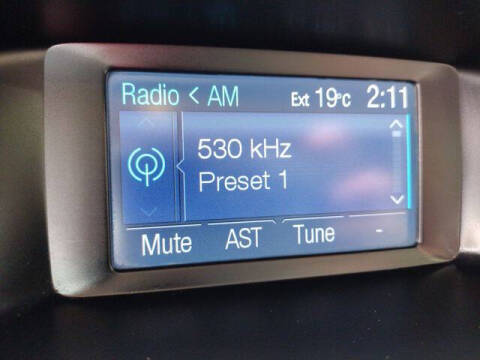 Radio < AM Ext 19°C 2:11
530 kHz
Preset 1
Mute AST Tune -